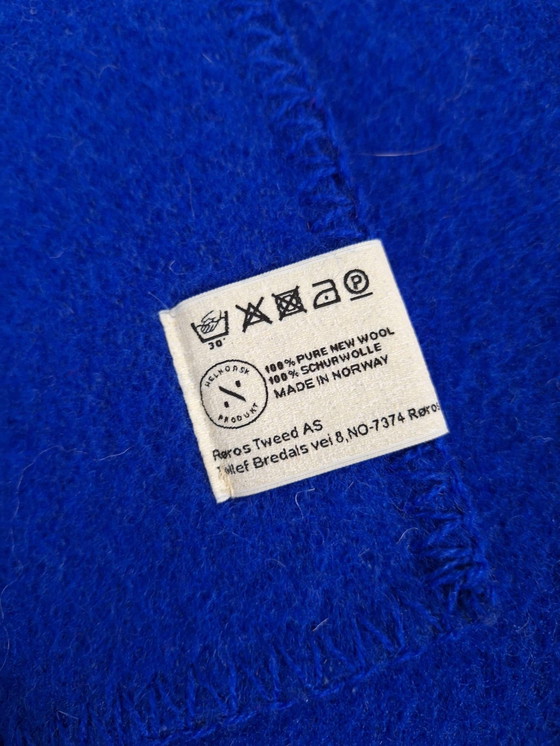 30°
P
HELNORSK
PRODUKT
100% PURE NEW WOOL
100% SCHURWOLLE
MADE IN NORWAY
Røros Tweed AS
Bredals vei 8, NO-7374 Røros